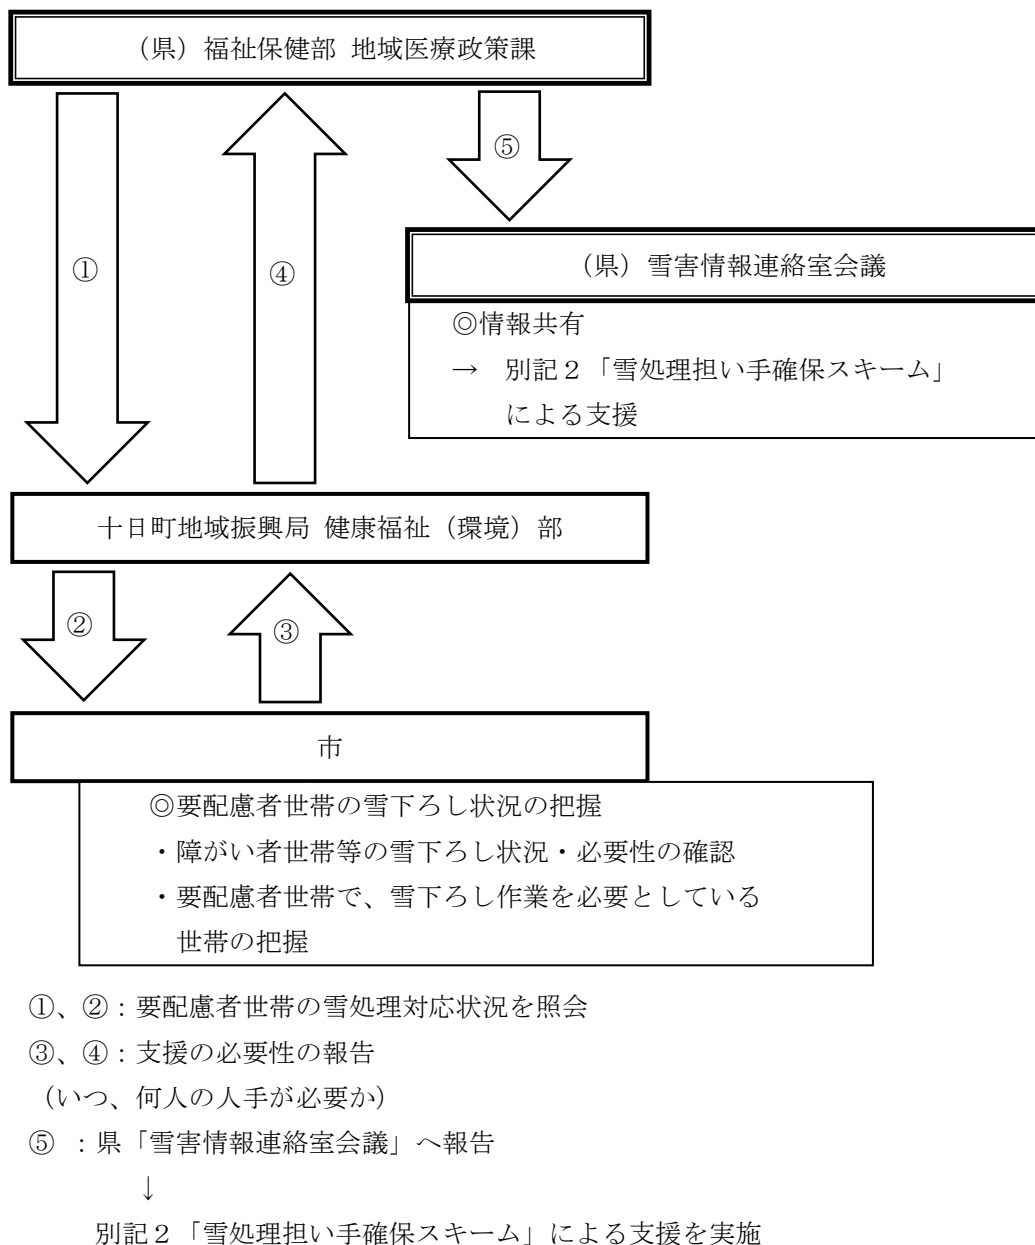 (県)福祉保健部 地域医療政策課
①
④
⑤
(県)雪害情報連絡室会議
◎情報共有
→ 別記2「雪処理担い手確保スキーム」
による支援
十日町地域振興局 健康福祉(環境)部
②
③
市
◎要配慮者世帯の雪下ろし状況の把握
・障がい者世帯等の雪下ろし状況・必要性の確認
・要配慮者世帯で、雪下ろし作業を必要としている
世帯の把握
①、②:要配慮者世帯の雪処理対応状況を照会
③、④:支援の必要性の報告
(いつ、何人の人手が必要か)
⑤ :県「雪害情報連絡室会議」へ報告
↓
別記2「雪処理担い手確保スキーム」による支援を実施